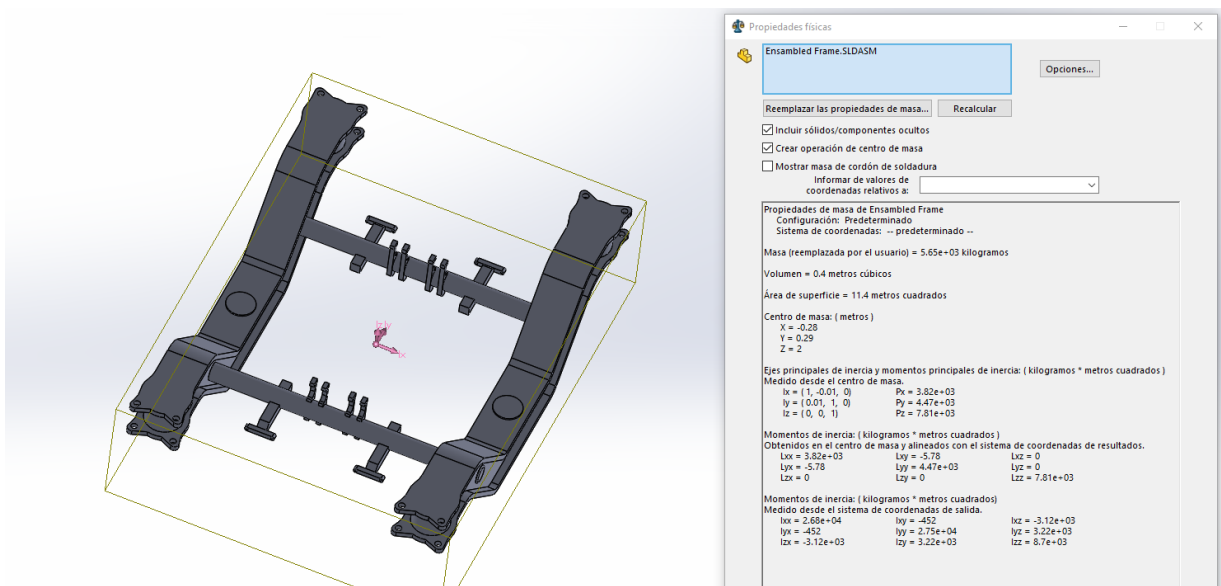 Propiedades físicas
Ensambled Frame.SLDASM
Opciones...
Reemplazar las propiedades de masa...
Recalcular
Incluir sólidos/componentes ocultos
Crear operación de centro de masa
Mostrar masa de cordón de soldadura
Informar de valores de
coordenadas relativos a:
Propiedades de masa de Ensambled Frame
Configuración: Predeterminado
Sistema de coordenadas: -- predeterminado --
Masa (reemplazada por el usuario) = 5.65e+03 kilogramos
Volumen = 0.4 metros cúbicos
Área de superficie = 11.4 metros cuadrados
Centro de masa: ( metros )
X = -0.28
Y = 0.29
Z = 2
Ejes principales de inercia y momentos principales de inercia: ( kilogramos * metros cuadrados )
Medido desde el centro de masa.
Ix = ( 1, -0.01, 0) Px = 3.82e+03
Iy = ( 0.01, 1, 0) Py = 4.47e+03
Iz = ( 0, 0, 1) Pz = 7.81e+03
Momentos de inercia: ( kilogramos * metros cuadrados )
Obtenidos en el centro de masa y alineados con el sistema de coordenadas de resultados.
Lxx = 3.82e+03 Lxy = -5.78 Lxz = 0
Lyx = -5.78 Lyy = 4.47e+03 Lyz = 0
Lzx = 0 Lzy = 0 Lzz = 7.81e+03
Momentos de inercia: ( kilogramos * metros cuadrados)
Medido desde el sistema de coordenadas de salida.
Ixx = 2.68e+04 Ixy = -452 Ixz = -3.12e+03
Iyx = -452 Iyy = 2.75e+04 Iyz = 3.22e+03
Izx = -3.12e+03 Izy = 3.22e+03 Izz = 8.7e+03